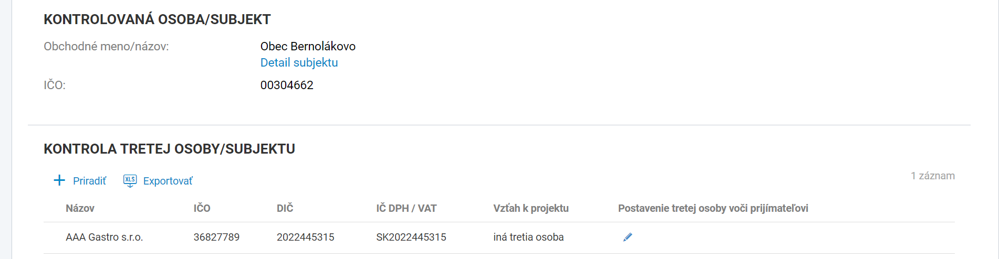 KONTROLOVANÁ OSOBA/SUBJEKT
Obchodné meno/názov: Obec Bernolákovo
Detail subjektu
IČO: 00304662
KONTROLA TRETEJ OSOBY/SUBJEKTU
Priradiť XLS Exportovať 1 záznam
Názov IČO DIČ IČ DPH / VAT Vzťah k projektu Postavenie tretej osoby voči prijímateľovi
AAA Gastro s.r.o. 36827789 2022445315 SK2022445315 iná tretia osoba